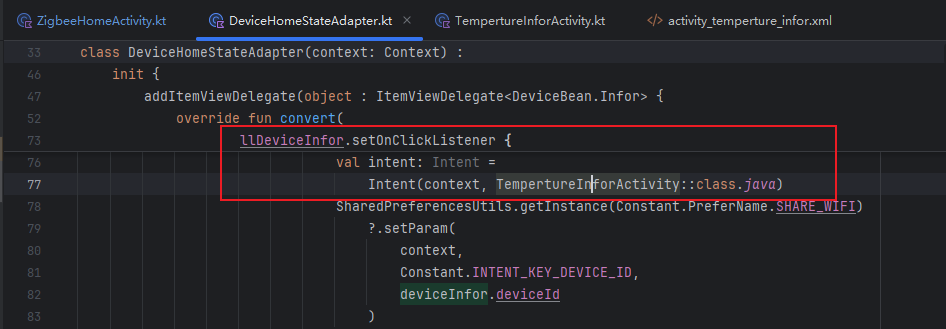 ZigbeeHomeActivity.kt DeviceHomeStateAdapter.kt TempertureInforActivity.kt activity_temperture_infor.xml
33 class DeviceHomeStateAdapter(context: Context) :
46 init {
47 addItemViewDelegate(object : ItemViewDelegate<DeviceBean.Infor> {
52 override fun convert(
73 llDeviceInfor.setOnClickListener {
76 val intent: Intent =
77 Intent(context, TempertureInforActivity::class.java)
78 SharedPreferencesUtils.getInstance(Constant.PreferName.SHARE_WIFI)
79 ?.setParam(
80 context,
81 Constant.INTENT_KEY_DEVICE_ID,
82 deviceInfor.deviceId
83 )